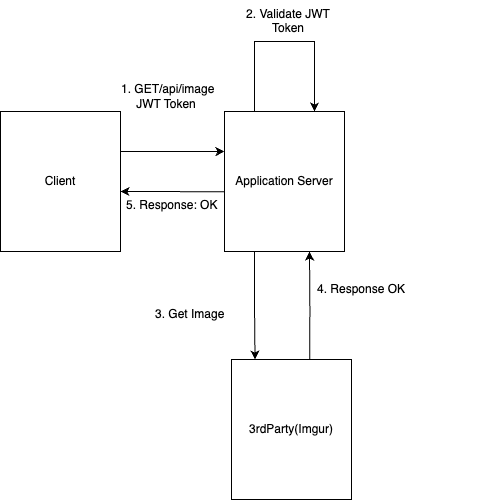 2. Validate JWT
Token
1. GET/api/image
JWT Token
Client
Application Server
5. Response: OK
4. Response OK
3. Get Image
3rdParty(Imgur)